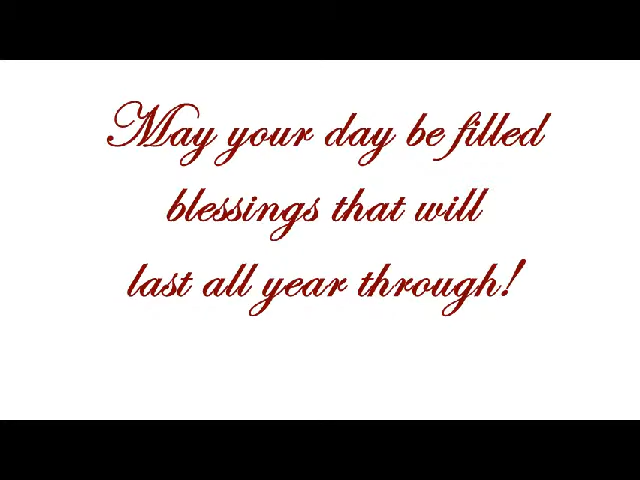 May your day be filled
blessings that will
last all year through!